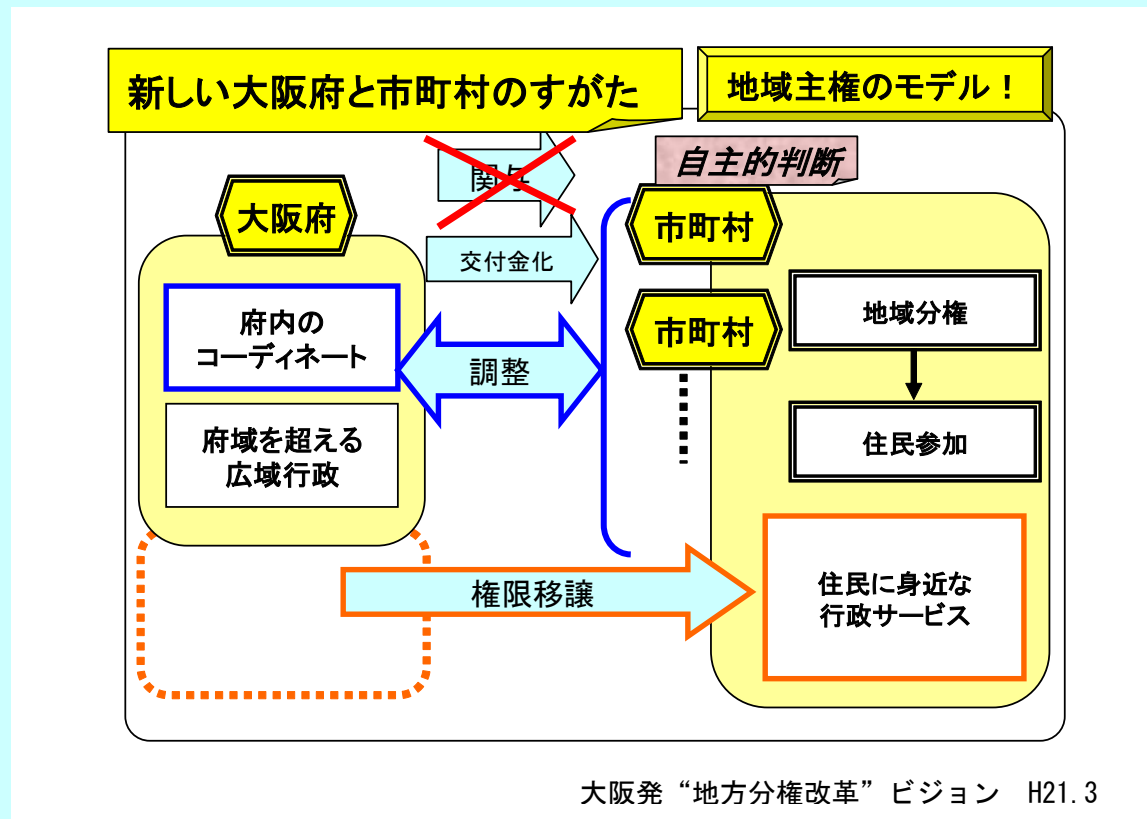 新しい大阪府と市町村のすがた
地域主権のモデル！
関与
自主的判断
大阪府
市町村
交付金化
府内の
コーディネート
調整
市町村
地域分権
府域を超える
広域行政
住民参加
権限移譲
住民に身近な
行政サービス
大阪発“地方分権改革”ビジョン　H21.3